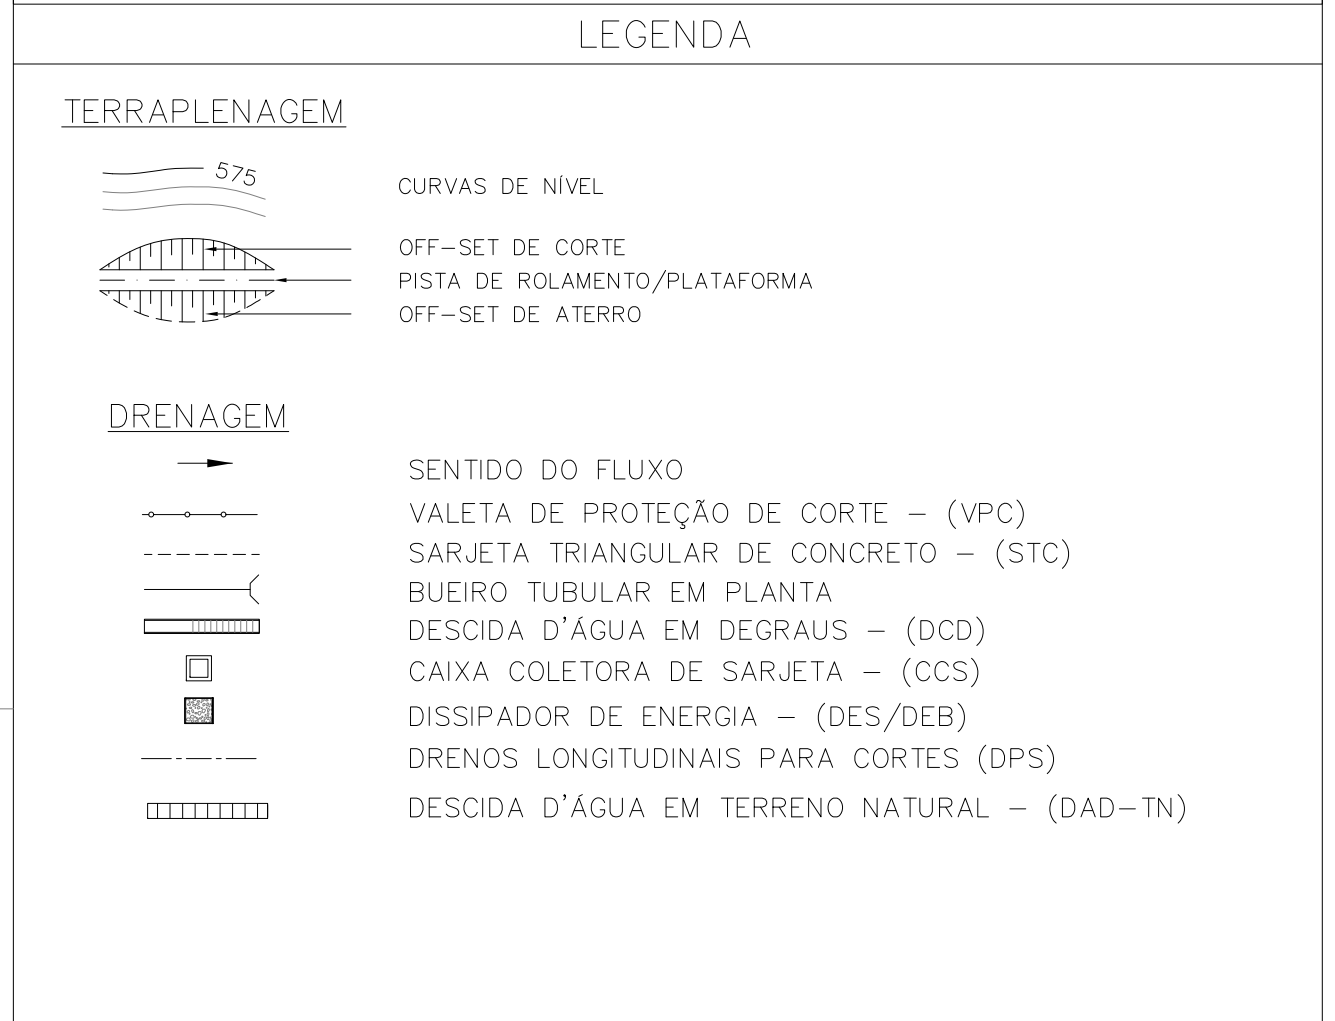 LEGENDA
TERRAPLENAGEM
575
CURVAS DE NÍVEL
OFF-SET DE CORTE
PISTA DE ROLAMENTO/PLATAFORMA
OFF-SET DE ATERRO
DRENAGEM
SENTIDO DO FLUXO
VALETA DE PROTEÇÃO DE CORTE - (VPC)
SARJETA TRIANGULAR DE CONCRETO - (STC)
BUEIRO TUBULAR EM PLANTA
DESCIDA D'ÁGUA EM DEGRAUS - (DCD)
CAIXA COLETORA DE SARJETA - (CCS)
DISSIPADOR DE ENERGIA - (DES/DEB)
DRENOS LONGITUDINAIS PARA CORTES (DPS)
DESCIDA D'ÁGUA EM TERRENO NATURAL - (DAD-TN)